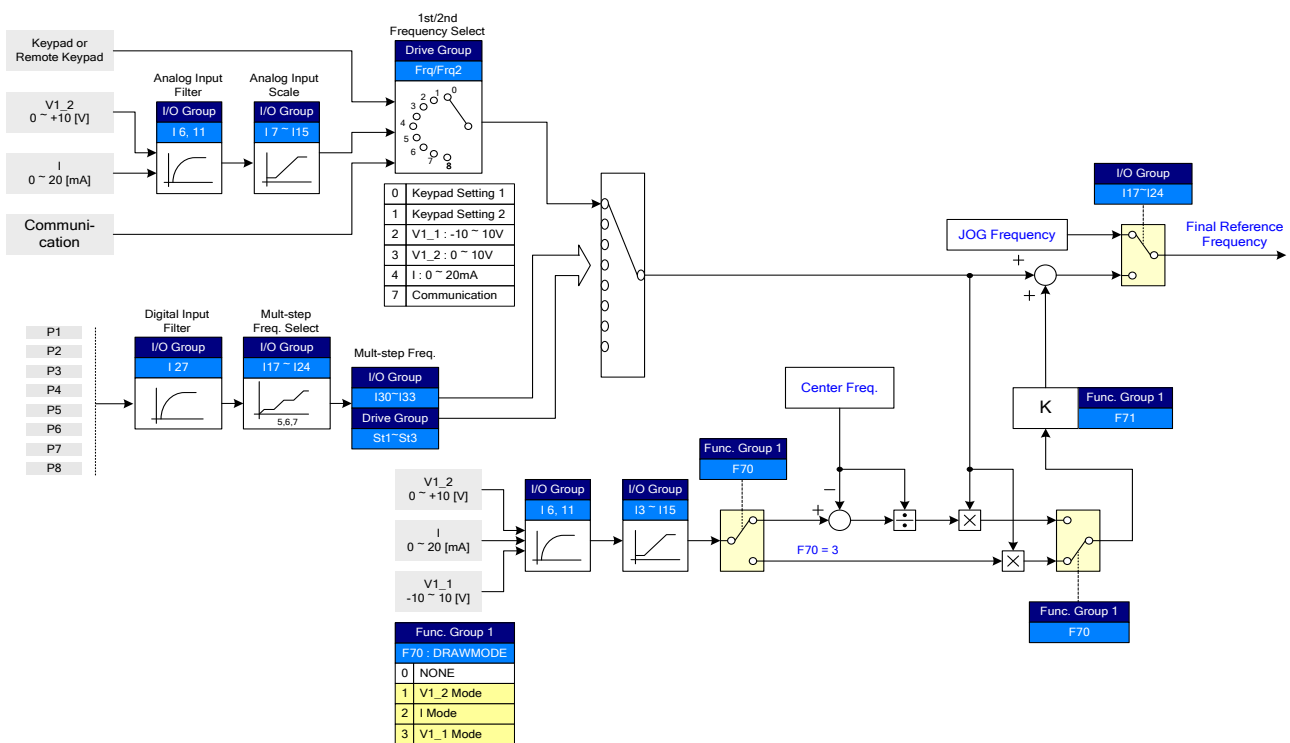 1st/2nd
Frequency Select
Keypad or
Remote Keypad
Drive Group
Frq/Frq2
Analog Input
Filter
Analog Input
Scale
V1_2
0 ~ +10 [V]
I/O Group
I 6, 11
I/O Group
I 7 ~ I15
0
1
2
3
4
5
6
7
8
I
0 ~ 20 [mA]
Communi-
cation
0 Keypad Setting 1
1 Keypad Setting 2
2 V1_1 : -10 ~ 10V
3 V1_2 : 0 ~ 10V
4 I : 0 ~ 20mA
7 Communication
I/O Group
I17~I24
JOG Frequency
Final Reference
Frequency
+
+
Digital Input
Filter
Mult-step
Freq. Select
P1
P2
P3
P4
P5
P6
P7
P8
I/O Group
I 27
I/O Group
I17 ~ I24
5,6,7
Mult-step Freq.
I/O Group
I30~I33
Drive Group
St1~St3
Center Freq.
K
Func. Group 1
F71
Func. Group 1
F70
V1_2
0 ~ +10 [V]
I
0 ~ 20 [mA]
V1_1
-10 ~ 10 [V]
I/O Group
I 6, 11
I/O Group
I3 ~ I15
−
+
÷
×
F70 = 3
×
Func. Group 1
F70
Func. Group 1
F70 : DRAWMODE
0 NONE
1 V1_2 Mode
2 I Mode
3 V1_1 Mode